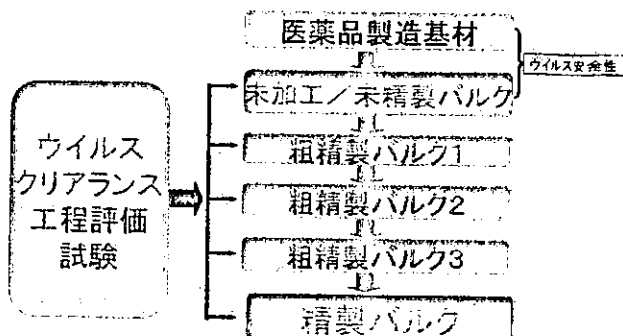 医薬品製造基材
ウイルス安全性
未加工／未精製バルク
ウイルス
クリアランス
工程評価
試験
粗精製バルク1
粗精製バルク2
粗精製バルク3
精製バルク